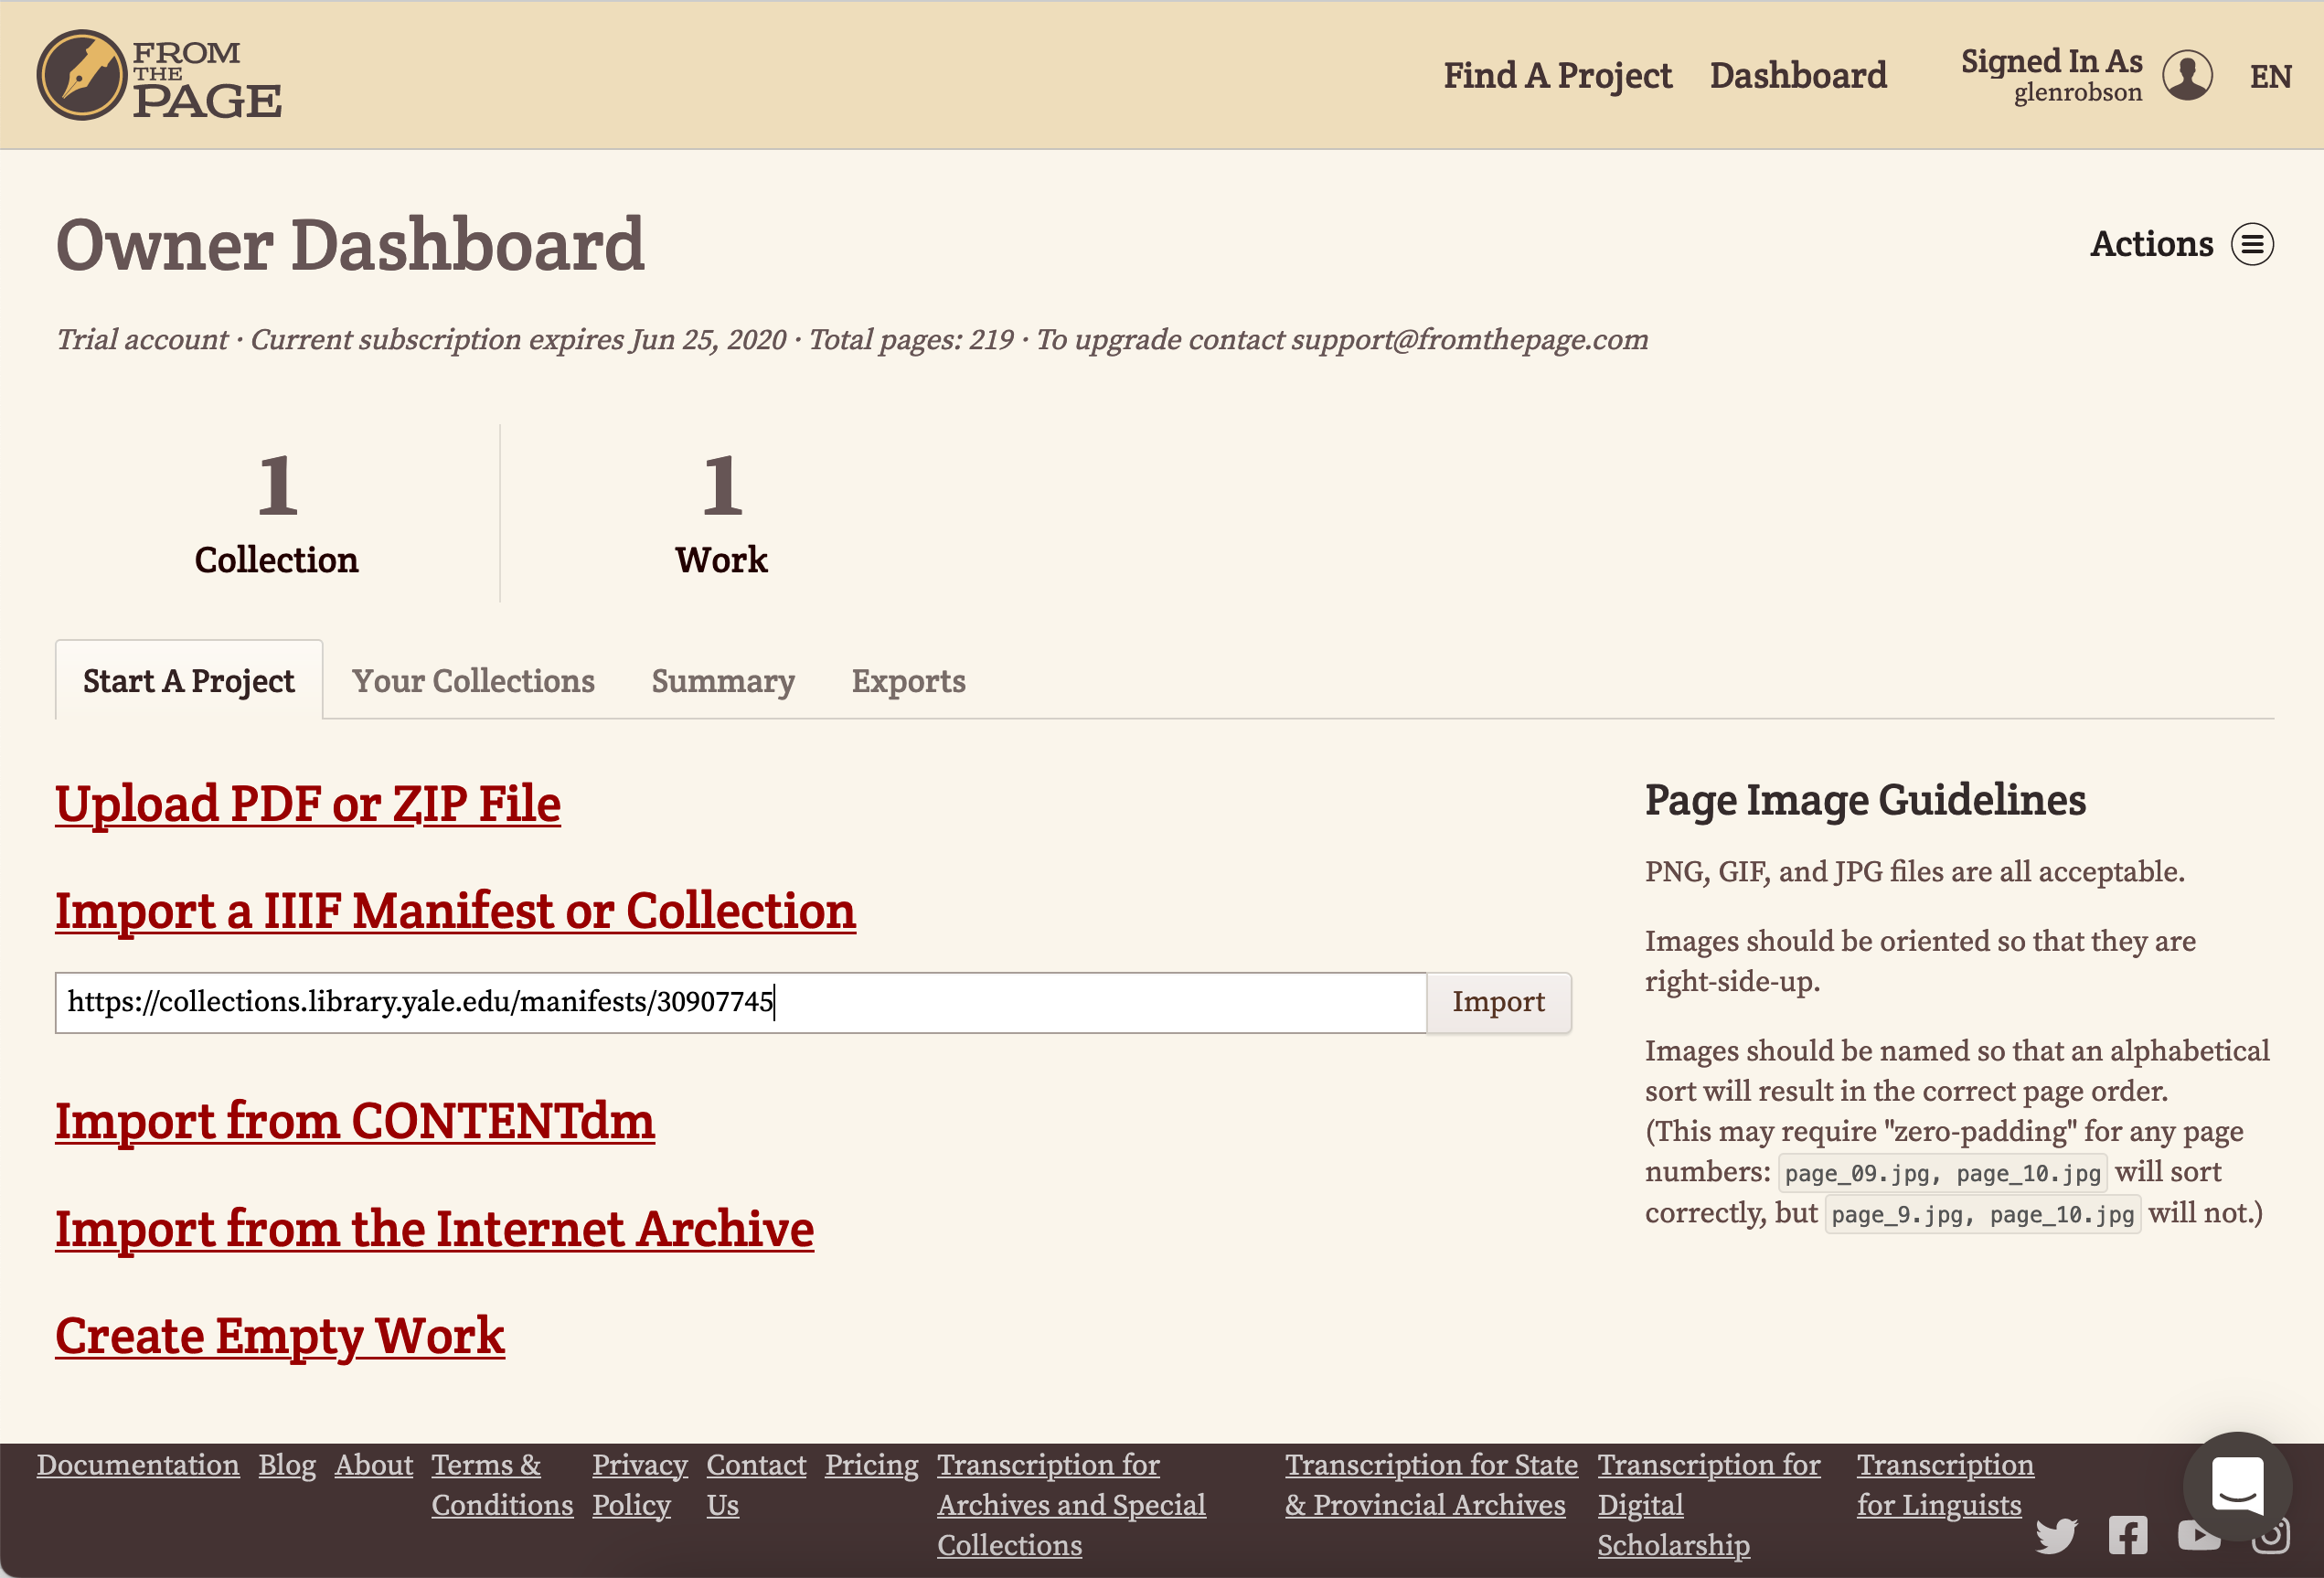 FROM
THE
PAGE
Find A Project
Dashboard
Signed In As
glenrobson
EN
Owner Dashboard
Actions
Trial account · Current subscription expires Jun 25, 2020 · Total pages: 219 · To upgrade contact support@fromthepage.com
1
Collection
1
Work
Start A Project
Your Collections
Summary
Exports
Upload PDF or ZIP File
Import a IIIF Manifest or Collection
https://collections.library.yale.edu/manifests/30907745
Import
Import from CONTENTdm
Import from the Internet Archive
Create Empty Work
Page Image Guidelines
PNG, GIF, and JPG files are all acceptable.
Images should be oriented so that they are
right-side-up.
Images should be named so that an alphabetical
sort will result in the correct page order.
(This may require "zero-padding" for any page
numbers: page_09.jpg, page_10.jpg will sort
correctly, but page_9.jpg, page_10.jpg will not.)
Documentation
Blog
About
Terms &
Conditions
Privacy
Policy
Contact
Us
Pricing
Transcription for
Archives and Special
Collections
Transcription for State
& Provincial Archives
Transcription for
Digital
Scholarship
Transcription
for Linguists